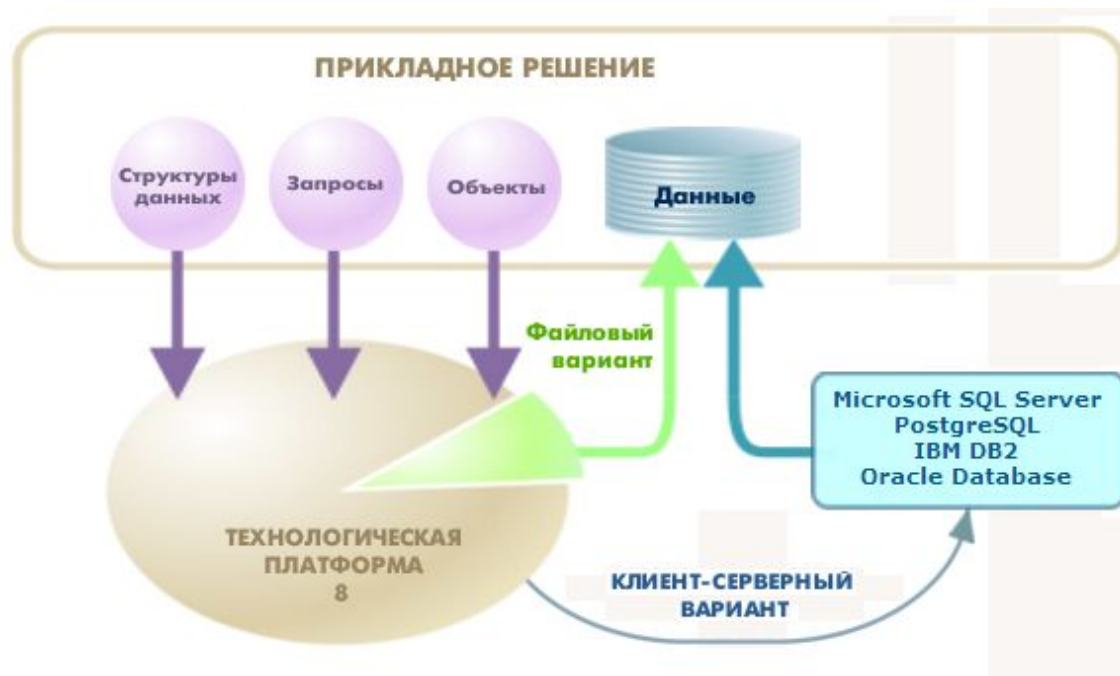 ПРИКЛАДНОЕ РЕШЕНИЕ
Структуры
данных
Запросы
Объекты
Данные
Файловый
вариант
Microsoft SQL Server
PostgreSQL
IBM DB2
Oracle Database
ТЕХНОЛОГИЧЕСКАЯ
ПЛАТФОРМА
8
КЛИЕНТ-СЕРВЕРНЫЙ
ВАРИАНТ